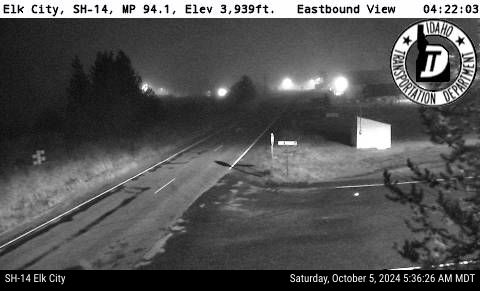 Elk City, SH-14, MP 94.1, Elev 3,939ft. Eastbound View 04:22:03
IDAHO
TRANSPORTATION DEPARTMENT
SH-14 Elk City Saturday, October 5, 2024 5:36:26 AM MDT